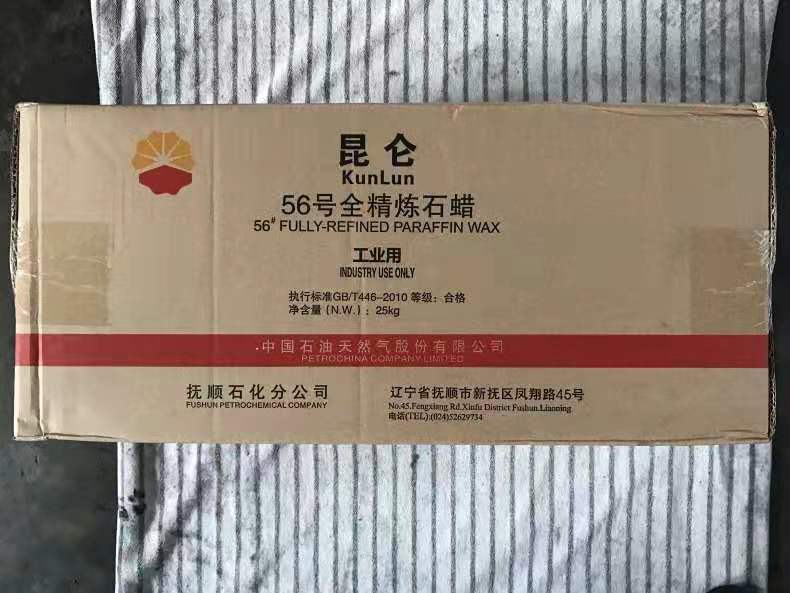 昆仑
KunLun
56号全精炼石蜡
56# FULLY-REFINED PARAFFIN WAX
工业用
INDUSTRY USE ONLY
执行标准GB/T446-2010 等级：合格
净含量（N.W.）：25kg
中国石油天然气股份有限公司
PETROCHINA COMPANY LIMITED
抚顺石化分公司
FUSHUN PETROCHEMICAL COMPANY
辽宁省抚顺市新抚区凤翔路45号
No.45.Fengxiang Rd.Xinfu District Fushun.Liaoning
电话(TEL):(024)52629734